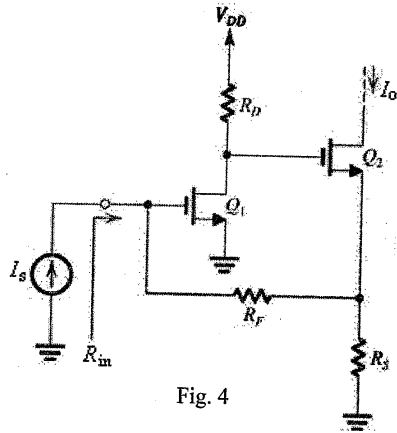 V_DD
R_D
I_o
Q_2
Q_1
I_s
R_in
R_F
R_s
Fig. 4